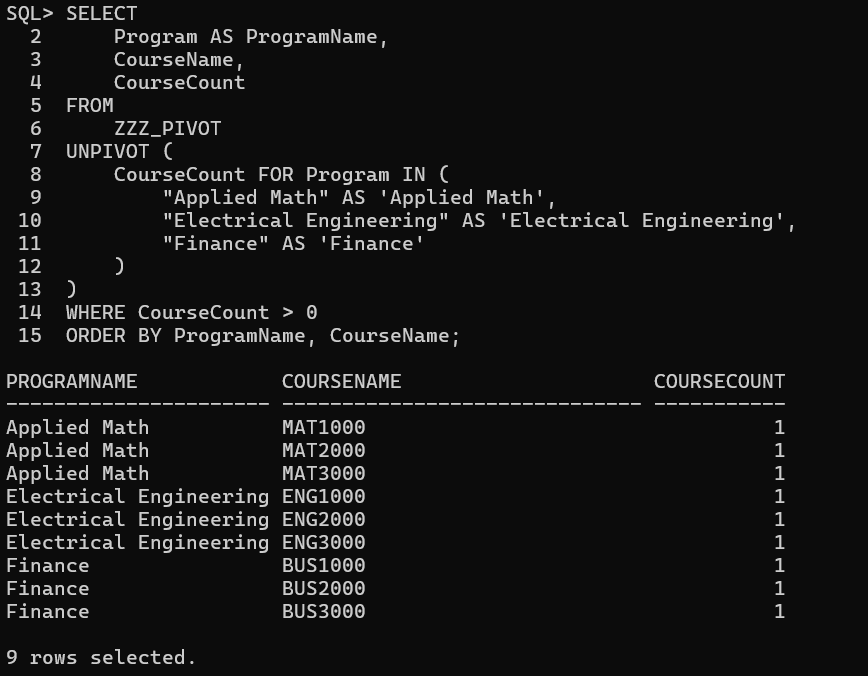 SQL> SELECT
  2      Program AS ProgramName,
  3      CourseName,
  4      CourseCount
  5  FROM
  6      ZZZ_PIVOT
  7  UNPIVOT (
  8      CourseCount FOR Program IN (
  9          "Applied Math" AS 'Applied Math',
 10          "Electrical Engineering" AS 'Electrical Engineering',
 11          "Finance" AS 'Finance'
 12      )
 13  )
 14  WHERE CourseCount > 0
 15  ORDER BY ProgramName, CourseName;

PROGRAMNAME            COURSENAME                     COURSECOUNT
---------------------- ------------------------------ -----------
Applied Math           MAT1000                                  1
Applied Math           MAT2000                                  1
Applied Math           MAT3000                                  1
Electrical Engineering ENG1000                                  1
Electrical Engineering ENG2000                                  1
Electrical Engineering ENG3000                                  1
Finance                BUS1000                                  1
Finance                BUS2000                                  1
Finance                BUS3000                                  1

9 rows selected.